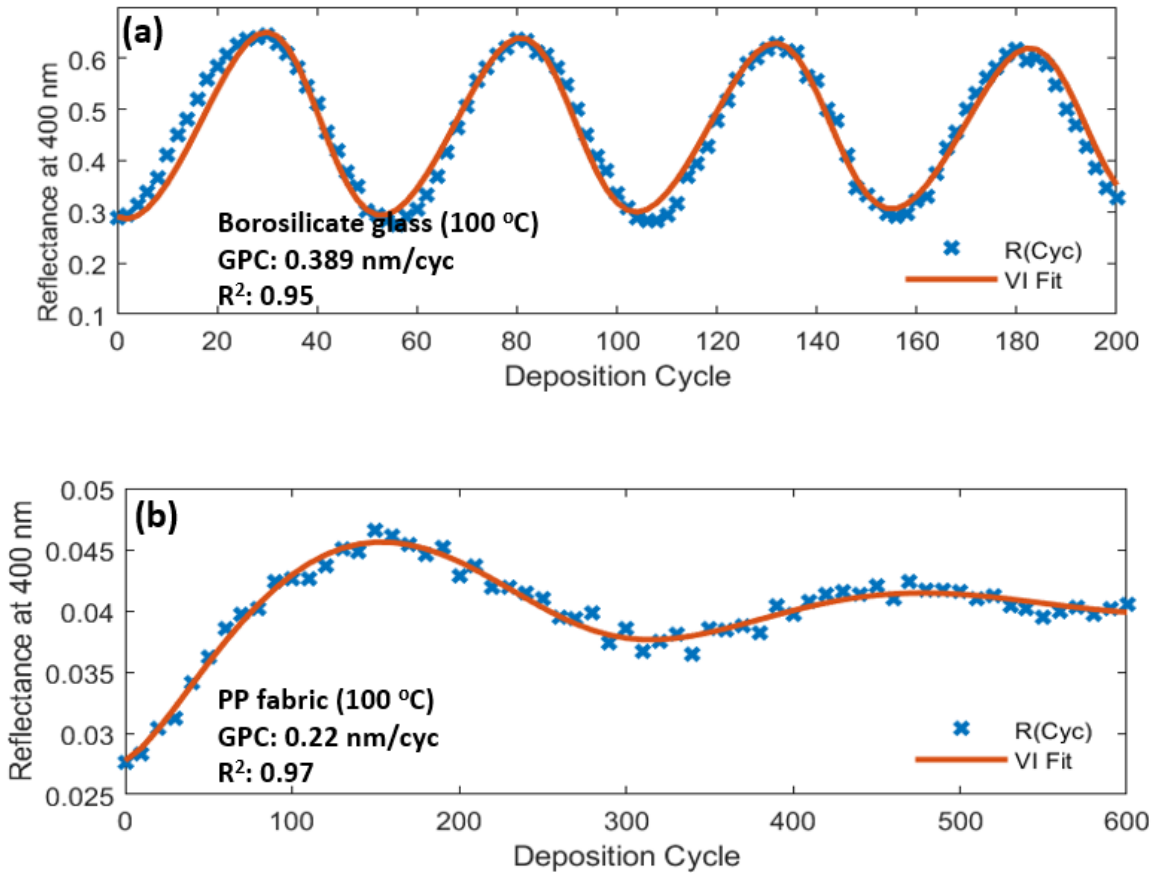 (a)
Reflectance at 400 nm
0.6
0.5
0.4
0.3
0.2
0.1
Borosilicate glass (100 °C)
GPC: 0.389 nm/cyc
R²: 0.95
R(Cyc)
VI Fit
0 20 40 60 80 100 120 140 160 180 200
Deposition Cycle
(b)
Reflectance at 400 nm
0.05
0.045
0.04
0.035
0.03
0.025
PP fabric (100 °C)
GPC: 0.22 nm/cyc
R²: 0.97
R(Cyc)
VI Fit
0 100 200 300 400 500 600
Deposition Cycle